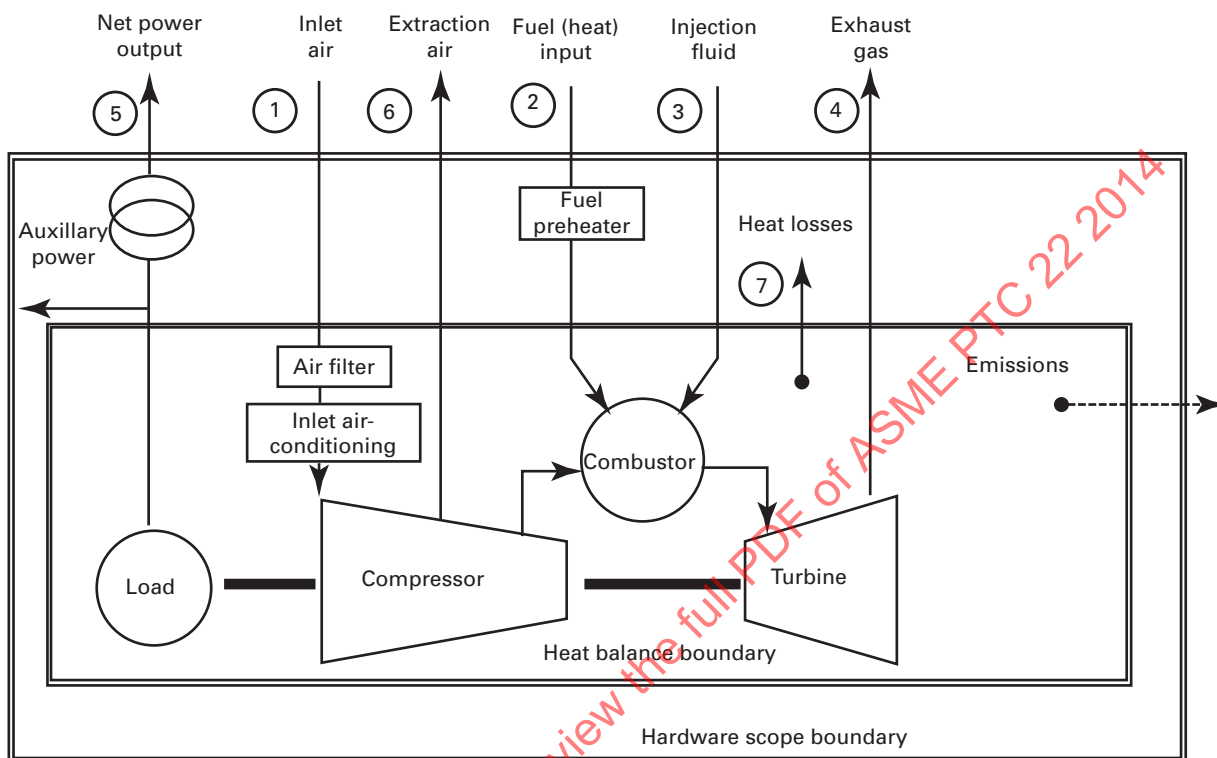 Net power
output
Inlet
air
Extraction
air
Fuel (heat)
input
Injection
fluid
Exhaust
gas
5
1
6
2
3
4
Auxillary
power
Fuel
preheater
Heat losses
7
Air filter
Inlet air-
conditioning
Emissions
Combustor
Load
Compressor
Turbine
Heat balance boundary
Hardware scope boundary
view the full PDF of ASME PTC 22 2014